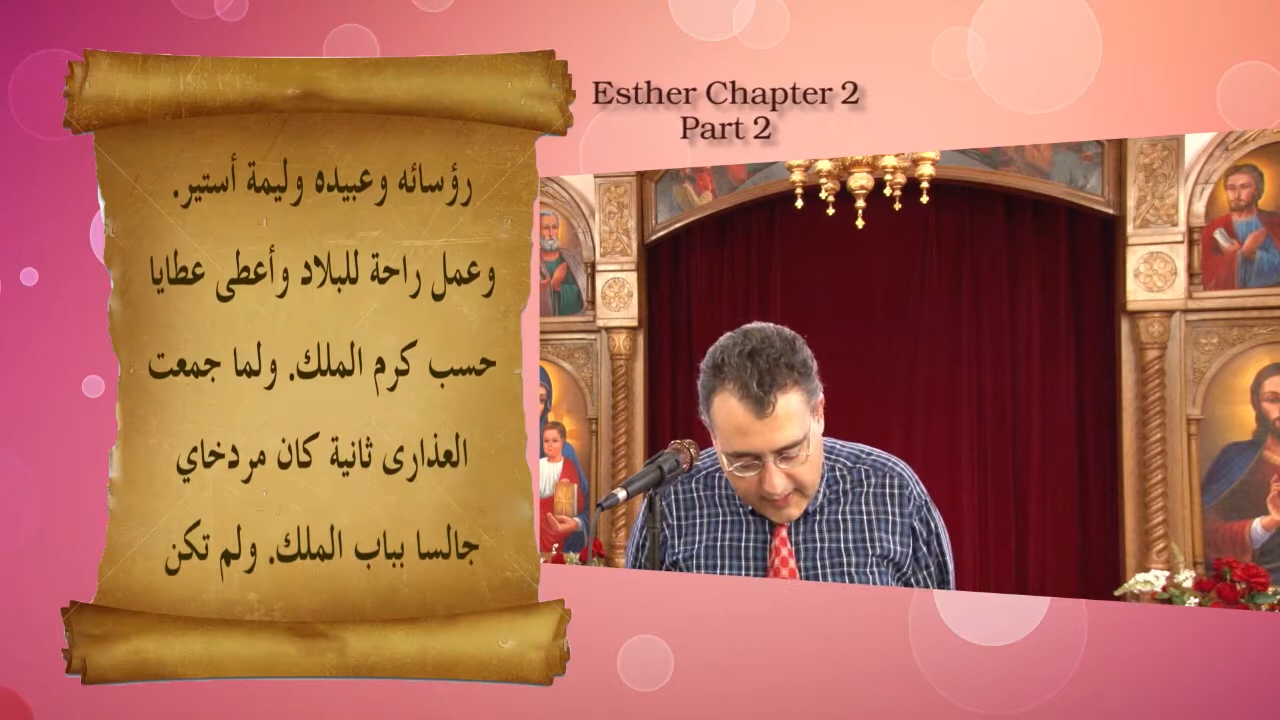 Esther Chapter 2
Part 2
رؤسائه وعبيده وليمة أستير.
وعمل راحة للبلاد وأعطى عطايا
حسب كرم الملك. ولما جمعت
العذارى ثانية كان مردخاي
جالسا بباب الملك. ولم تكن